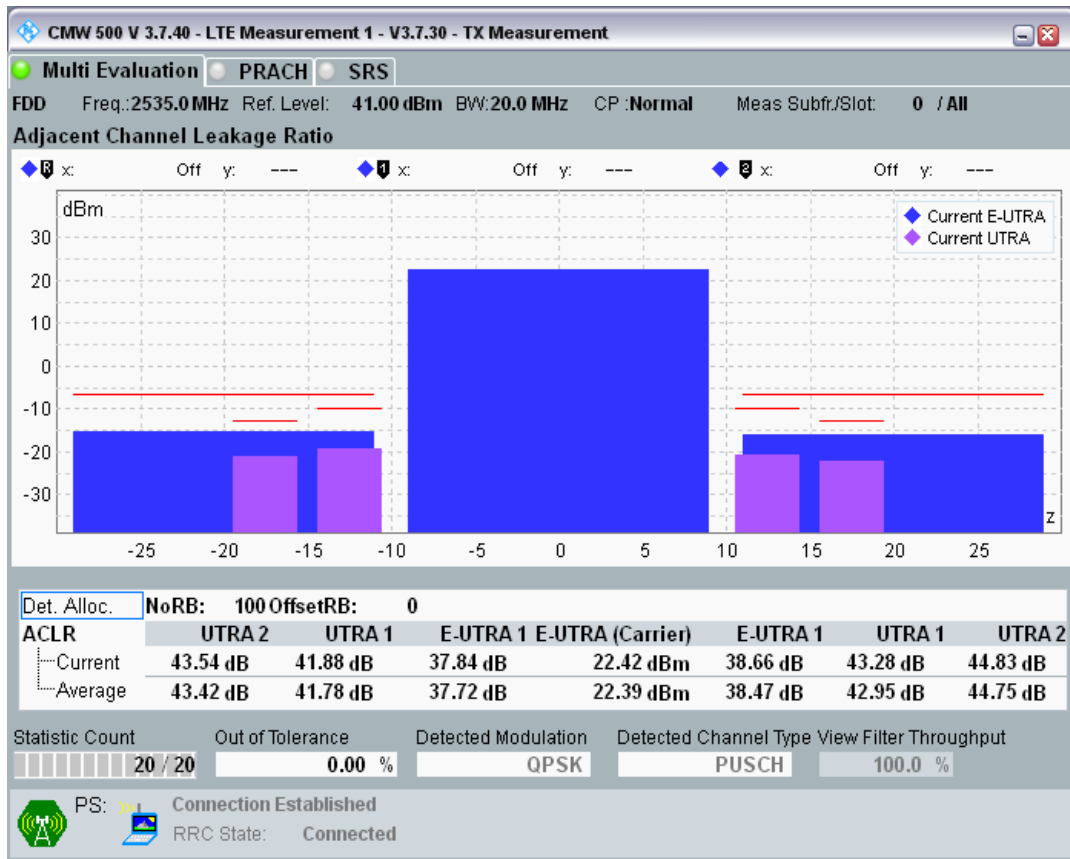 CMW 500 V 3.7.40 - LTE Measurement 1 - V3.7.30 - TX Measurement
Multi Evaluation PRACH SRS
FDD Freq.:2535.0 MHz Ref. Level: 41.00 dBm BW:20.0 MHz CP :Normal Meas Subfr./Slot: 0 / All
Adjacent Channel Leakage Ratio
R x: Off y: --- 1 x: Off y: --- 2 x: Off y: ---
dBm
Current E-UTRA
Current UTRA
30
20
10
0
-10
-20
-30
z
-25 -20 -15 -10 -5 0 5 10 15 20 25
Det. Alloc. NoRB: 100 OffsetRB: 0
ACLR UTRA 2 UTRA 1 E-UTRA 1 E-UTRA (Carrier) E-UTRA 1 UTRA 1 UTRA 2
Current 43.54 dB 41.88 dB 37.84 dB 22.42 dBm 38.66 dB 43.28 dB 44.83 dB
Average 43.42 dB 41.78 dB 37.72 dB 22.39 dBm 38.47 dB 42.95 dB 44.75 dB
Statistic Count Out of Tolerance Detected Modulation Detected Channel Type View Filter Throughput
20 / 20 0.00 % QPSK PUSCH 100.0 %
PS: Connection Established
RRC State: Connected